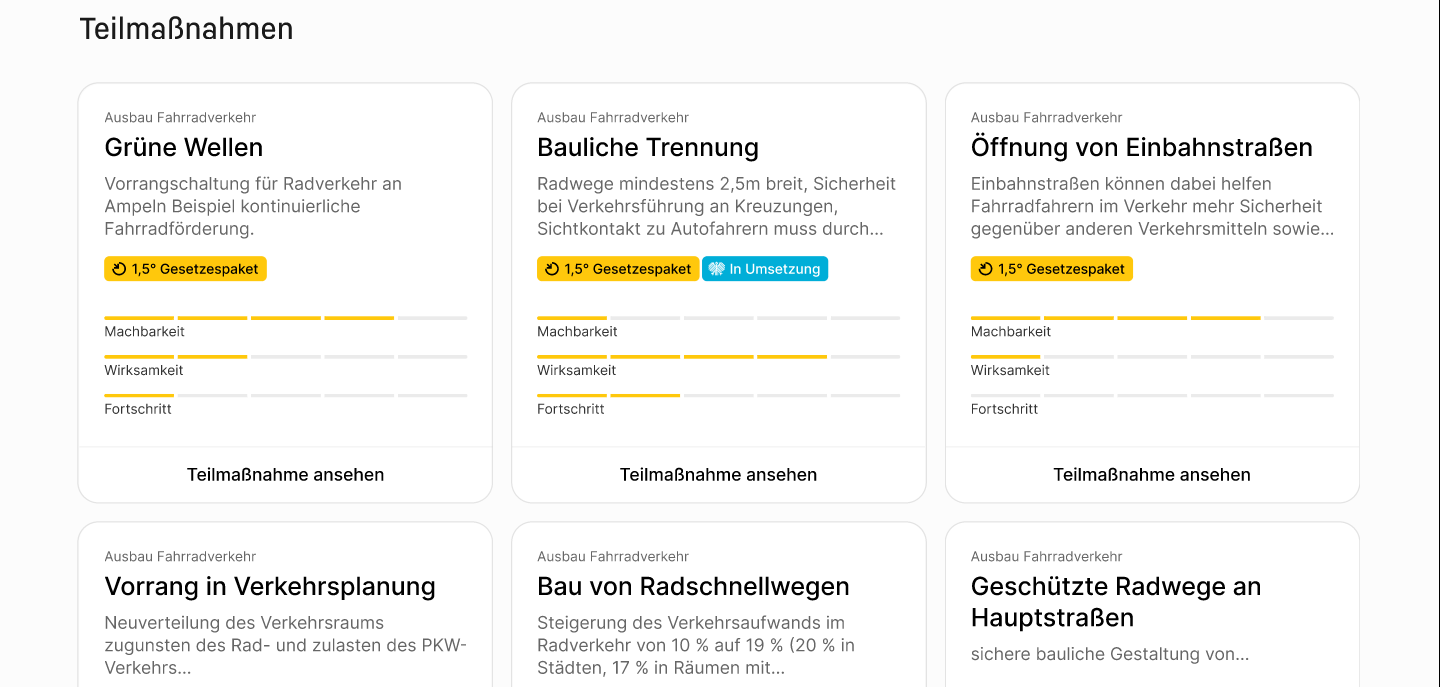 Teilmaßnahmen
Ausbau Fahrradverkehr
Grüne Wellen
Vorrangschaltung für Radverkehr an
Ampeln Beispiel kontinuierliche
Fahrradförderung.
1,5° Gesetzespaket
Machbarkeit
Wirksamkeit
Fortschritt
Teilmaßnahme ansehen
Ausbau Fahrradverkehr
Bauliche Trennung
Radwege mindestens 2,5m breit, Sicherheit
bei Verkehrsführung an Kreuzungen,
Sichtkontakt zu Autofahrern muss durch...
1,5° Gesetzespaket
In Umsetzung
Machbarkeit
Wirksamkeit
Fortschritt
Teilmaßnahme ansehen
Ausbau Fahrradverkehr
Öffnung von Einbahnstraßen
Einbahnstraßen können dabei helfen
Fahrradfahrern im Verkehr mehr Sicherheit
gegenüber anderen Verkehrsmitteln sowie...
1,5° Gesetzespaket
Machbarkeit
Wirksamkeit
Fortschritt
Teilmaßnahme ansehen
Ausbau Fahrradverkehr
Vorrang in Verkehrsplanung
Neuverteilung des Verkehrsraums
zugunsten des Rad- und zulasten des PKW-
Verkehrs...
Ausbau Fahrradverkehr
Bau von Radschnellwegen
Steigerung des Verkehrsaufwands im
Radverkehr von 10 % auf 19 % (20 % in
Städten, 17 % in Räumen mit...
Ausbau Fahrradverkehr
Geschützte Radwege an
Hauptstraßen
sichere bauliche Gestaltung von...